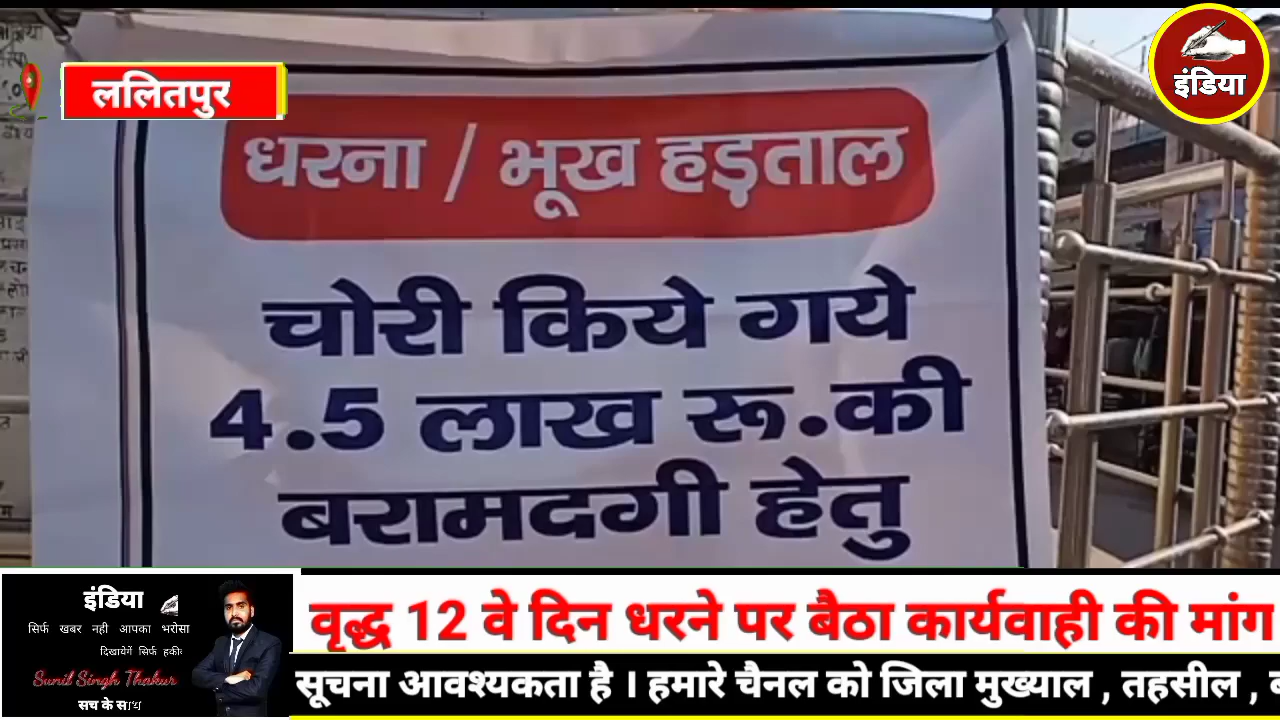 ललितपुर
इंडिया
धरना / भूख हड़ताल
चोरी किये गये
4.5 लाख रू.की
बरामदगी हेतु
इंडिया
सिर्फ खबर नही आपका भरोसा
दिखायेगें सिर्फ हकी
Sunil Singh Thakur
सच के साथ
वृद्ध 12 वे दिन धरने पर बैठा कार्यवाही की मांग
सूचना आवश्यकता है । हमारे चैनल को जिला मुख्याल , तहसील ,